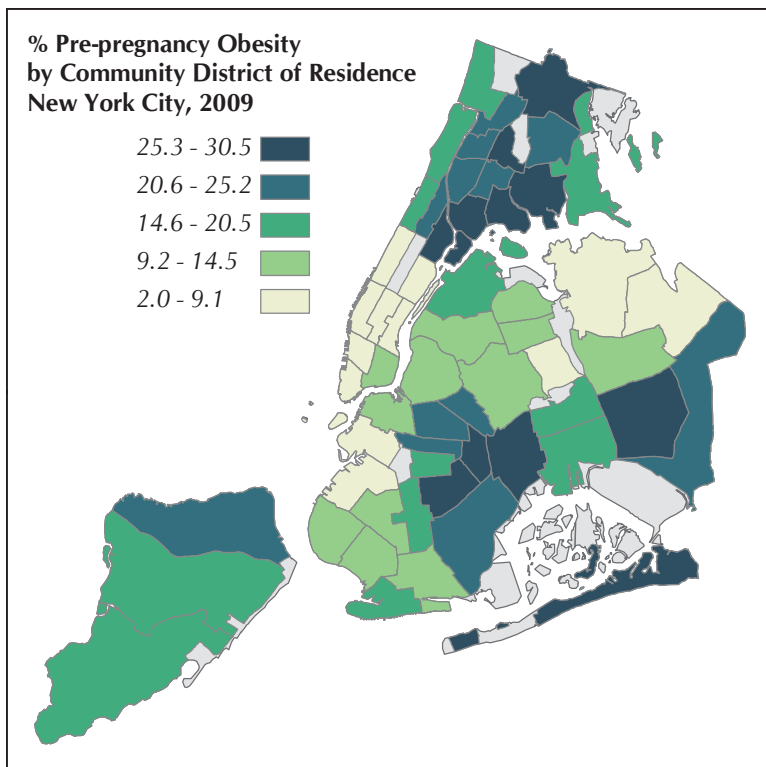 % Pre-pregnancy Obesity
by Community District of Residence
New York City, 2009
25.3 - 30.5
20.6 - 25.2
14.6 - 20.5
9.2 - 14.5
2.0 - 9.1